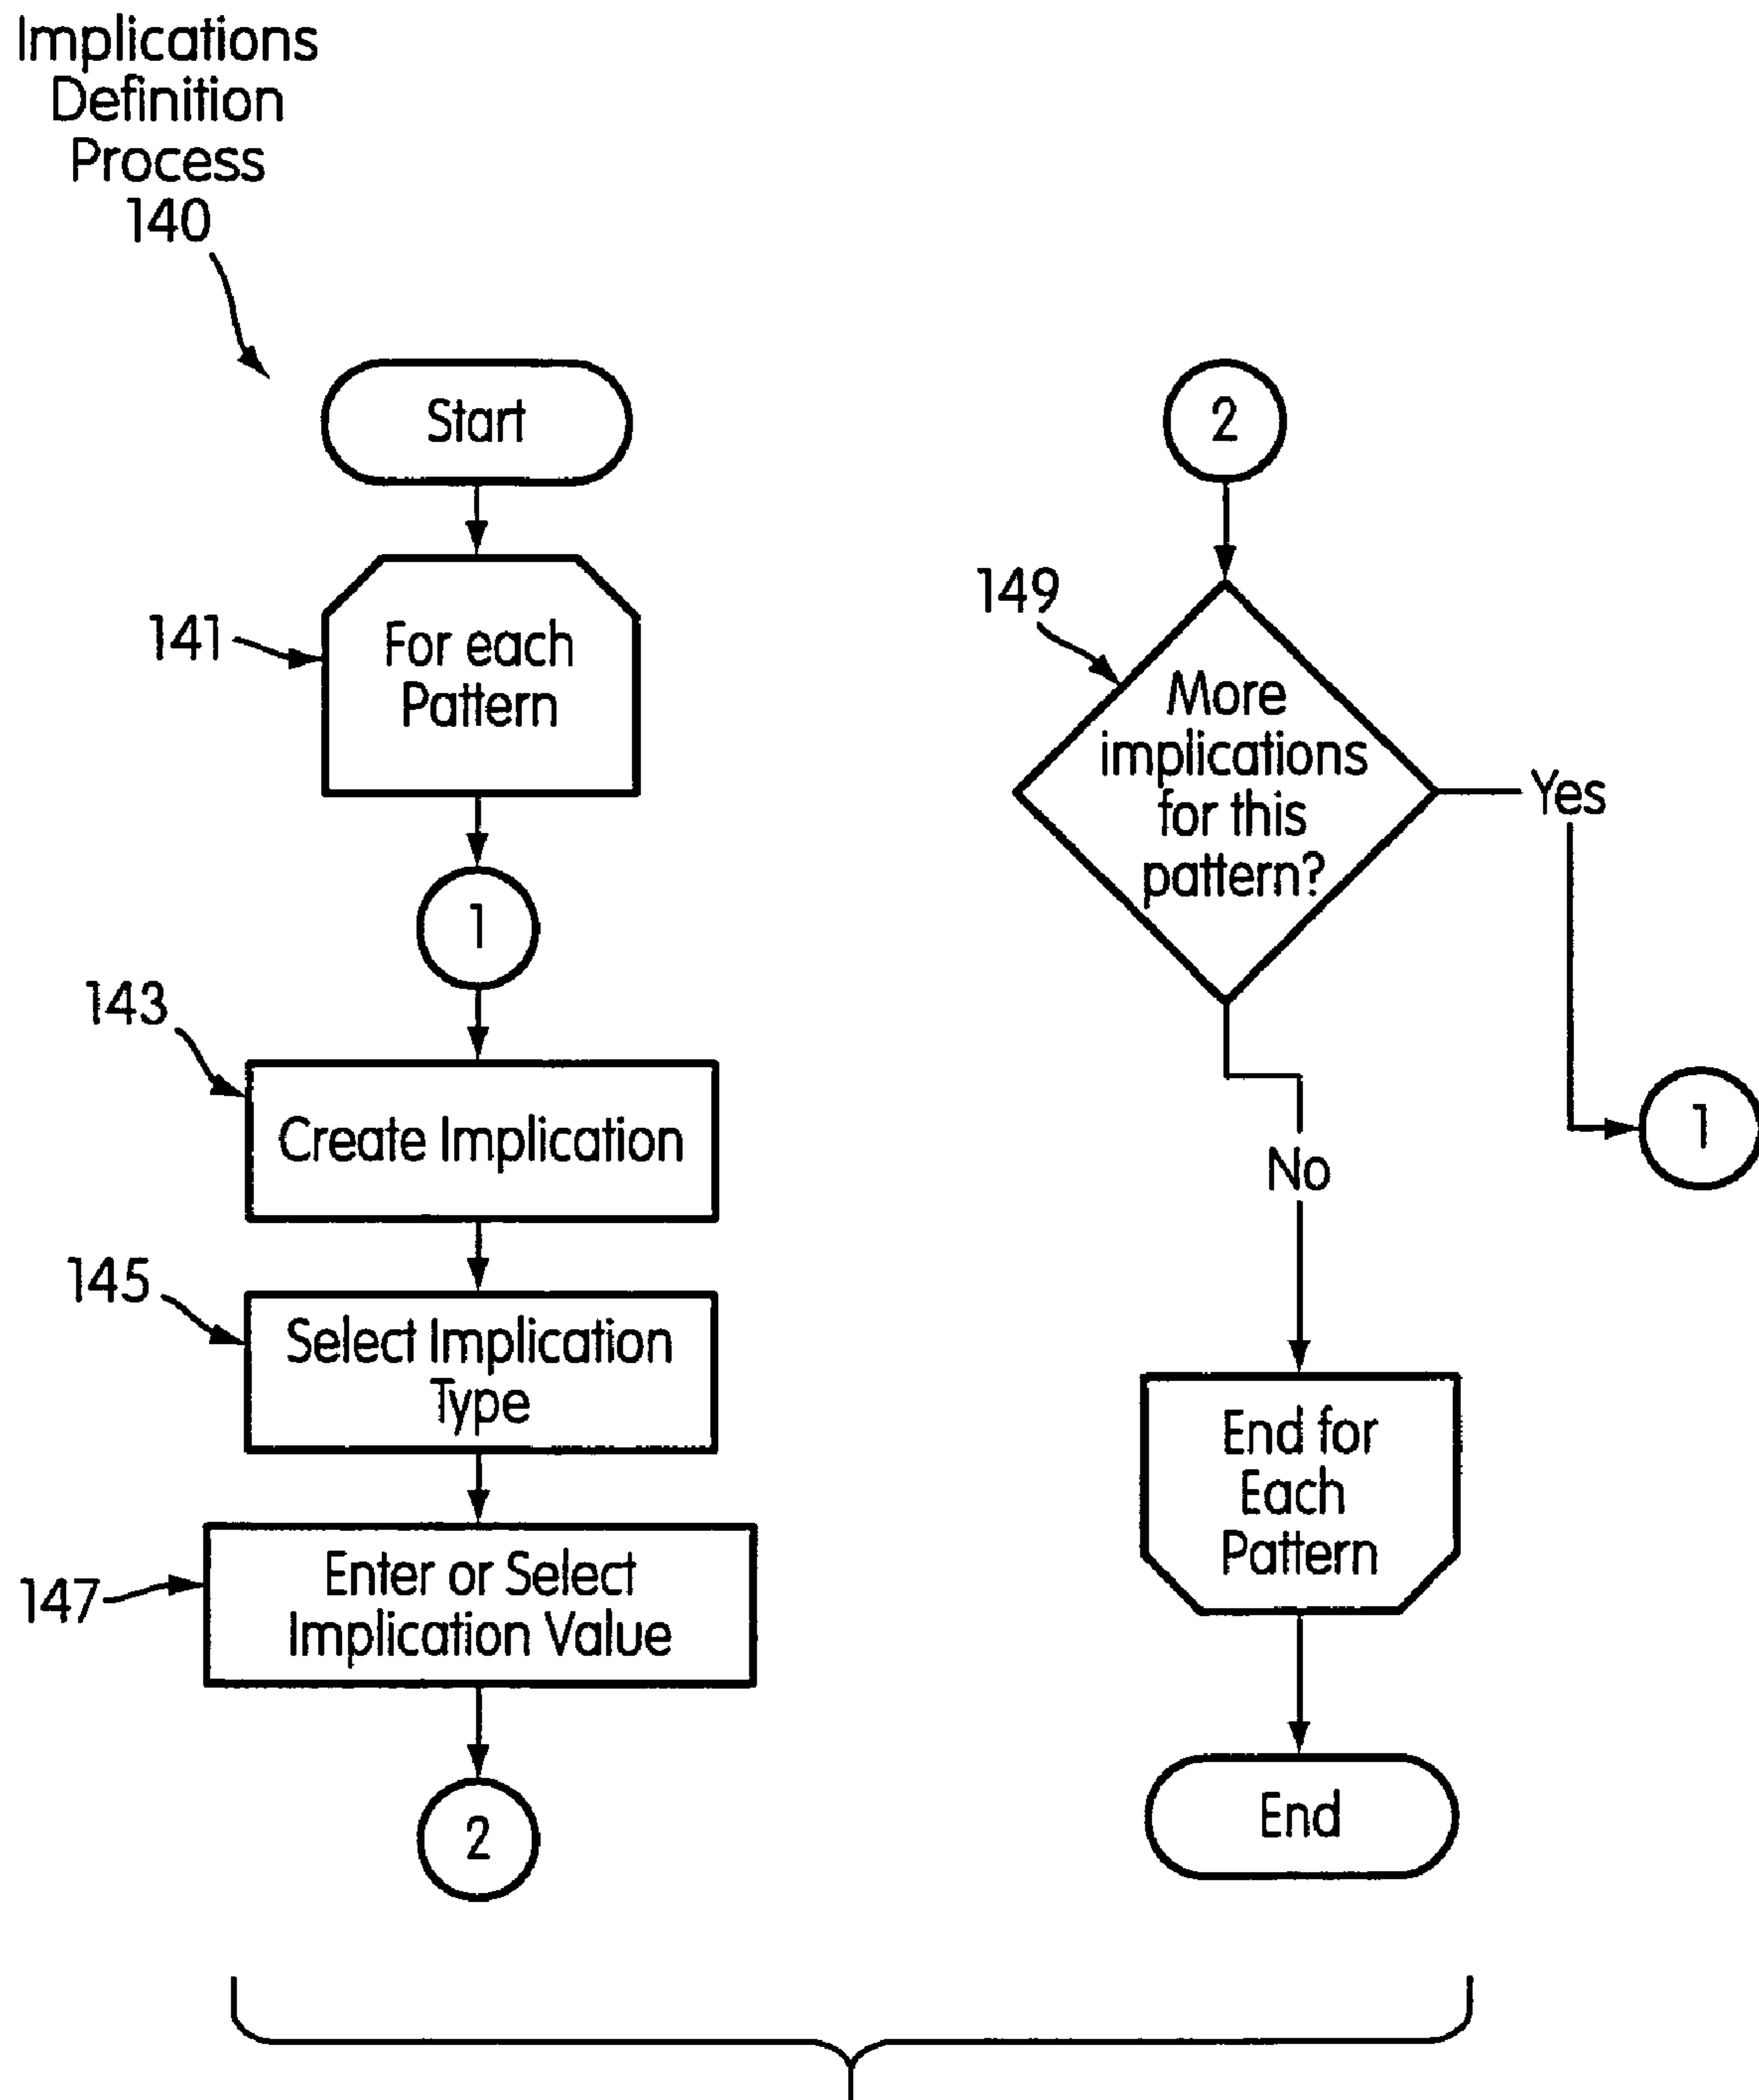 Implications
Definition
Process
140
Start
141
For each
Pattern
1
143
Create Implication
145
Select Implication
Type
147
Enter or Select
Implication Value
2
2
149
More
implications
for this
pattern?
Yes
1
No
End for
Each
Pattern
End